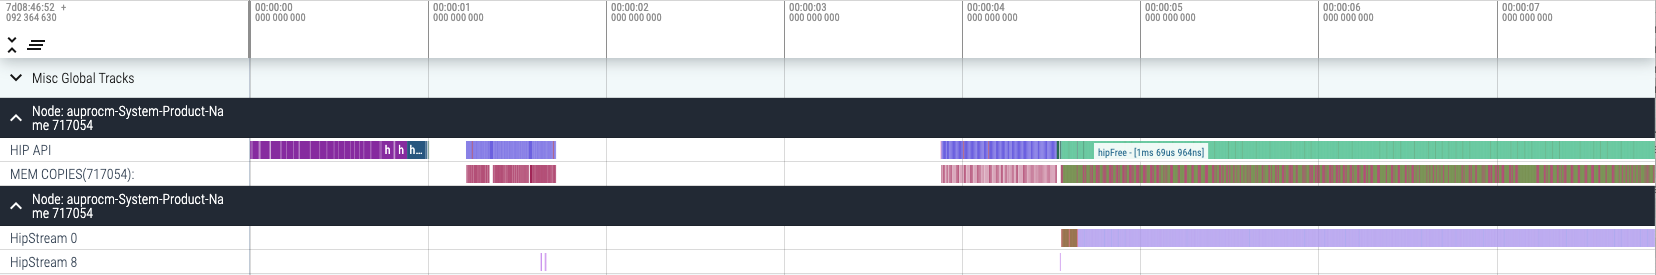 7d08:46:52 +
092 364 630
00:00:00
000 000 000
00:00:01
000 000 000
00:00:02
000 000 000
00:00:03
000 000 000
00:00:04
000 000 000
00:00:05
000 000 000
00:00:06
000 000 000
00:00:07
000 000 000
Misc Global Tracks
Node: auprocm-System-Product-Na
me 717054
HIP API
h h h…
hipFree - [1ms 69us 964ns]
MEM COPIES(717054):
Node: auprocm-System-Product-Na
me 717054
HipStream 0
HipStream 8